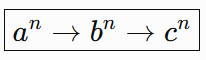 aⁿ → bⁿ → cⁿ